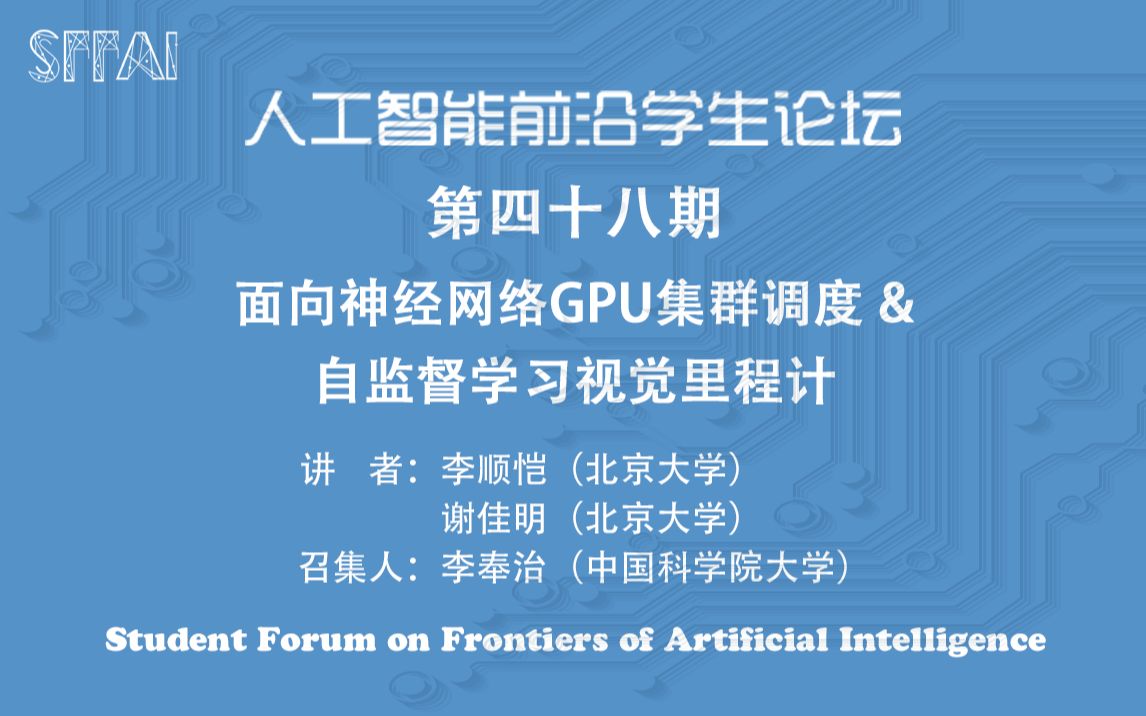 SFFAI
人工智能前沿学生论坛
第四十八期
面向神经网络GPU集群调度 &
自监督学习视觉里程计
讲 者：李顺恺（北京大学）
谢佳明（北京大学）
召集人：李奉治（中国科学院大学）
Student Forum on Frontiers of Artificial Intelligence